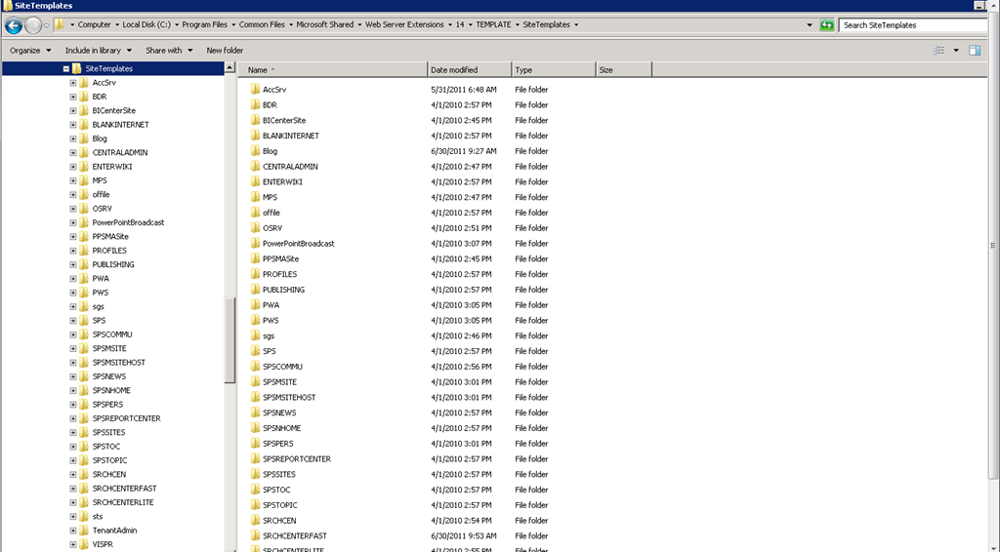 SiteTemplates
Computer Local Disk (C:) Program Files Common Files Microsoft Shared Web Server Extensions 14 TEMPLATE SiteTemplates Search SiteTemplates
Organize Include in library Share with New folder
SiteTemplates
AccSrv
BDR
BICenterSite
BLANKINTERNET
Blog
CENTRALADMIN
ENTERWIKI
MPS
offile
OSRV
PowerPointBroadcast
PPSMASite
PROFILES
PUBLISHING
PWA
PWS
sgs
SPS
SPSCOMMU
SPSMSITE
SPSMSITEHOST
SPSNEWS
SPSNHOME
SPSPERS
SPSREPORTCENTER
SPSSITES
SPSTOC
SPSTOPIC
SRCHCEN
SRCHCENTERFAST
SRCHCENTERLITE
sts
TenantAdmin
VISPR
Name Date modified Type Size
AccSrv 5/31/2011 6:48 AM File folder
BDR 4/1/2010 2:57 PM File folder
BICenterSite 4/1/2010 2:45 PM File folder
BLANKINTERNET 4/1/2010 2:57 PM File folder
Blog 6/30/2011 9:27 AM File folder
CENTRALADMIN 4/1/2010 2:47 PM File folder
ENTERWIKI 4/1/2010 2:57 PM File folder
MPS 4/1/2010 2:47 PM File folder
offile 4/1/2010 2:57 PM File folder
OSRV 4/1/2010 2:51 PM File folder
PowerPointBroadcast 4/1/2010 3:07 PM File folder
PPSMASite 4/1/2010 2:45 PM File folder
PROFILES 4/1/2010 2:57 PM File folder
PUBLISHING 4/1/2010 2:57 PM File folder
PWA 4/1/2010 3:05 PM File folder
PWS 4/1/2010 3:05 PM File folder
sgs 4/1/2010 2:46 PM File folder
SPS 4/1/2010 2:57 PM File folder
SPSCOMMU 4/1/2010 2:56 PM File folder
SPSMSITE 4/1/2010 3:01 PM File folder
SPSMSITEHOST 4/1/2010 3:01 PM File folder
SPSNEWS 4/1/2010 2:57 PM File folder
SPSNHOME 4/1/2010 2:57 PM File folder
SPSPERS 4/1/2010 3:01 PM File folder
SPSREPORTCENTER 4/1/2010 2:57 PM File folder
SPSSITES 4/1/2010 2:57 PM File folder
SPSTOC 4/1/2010 2:57 PM File folder
SPSTOPIC 4/1/2010 2:57 PM File folder
SRCHCEN 4/1/2010 2:54 PM File folder
SRCHCENTERFAST 6/30/2011 9:53 AM File folder
SRCHCENTERLITE 4/1/2010 2:55 PM File folder